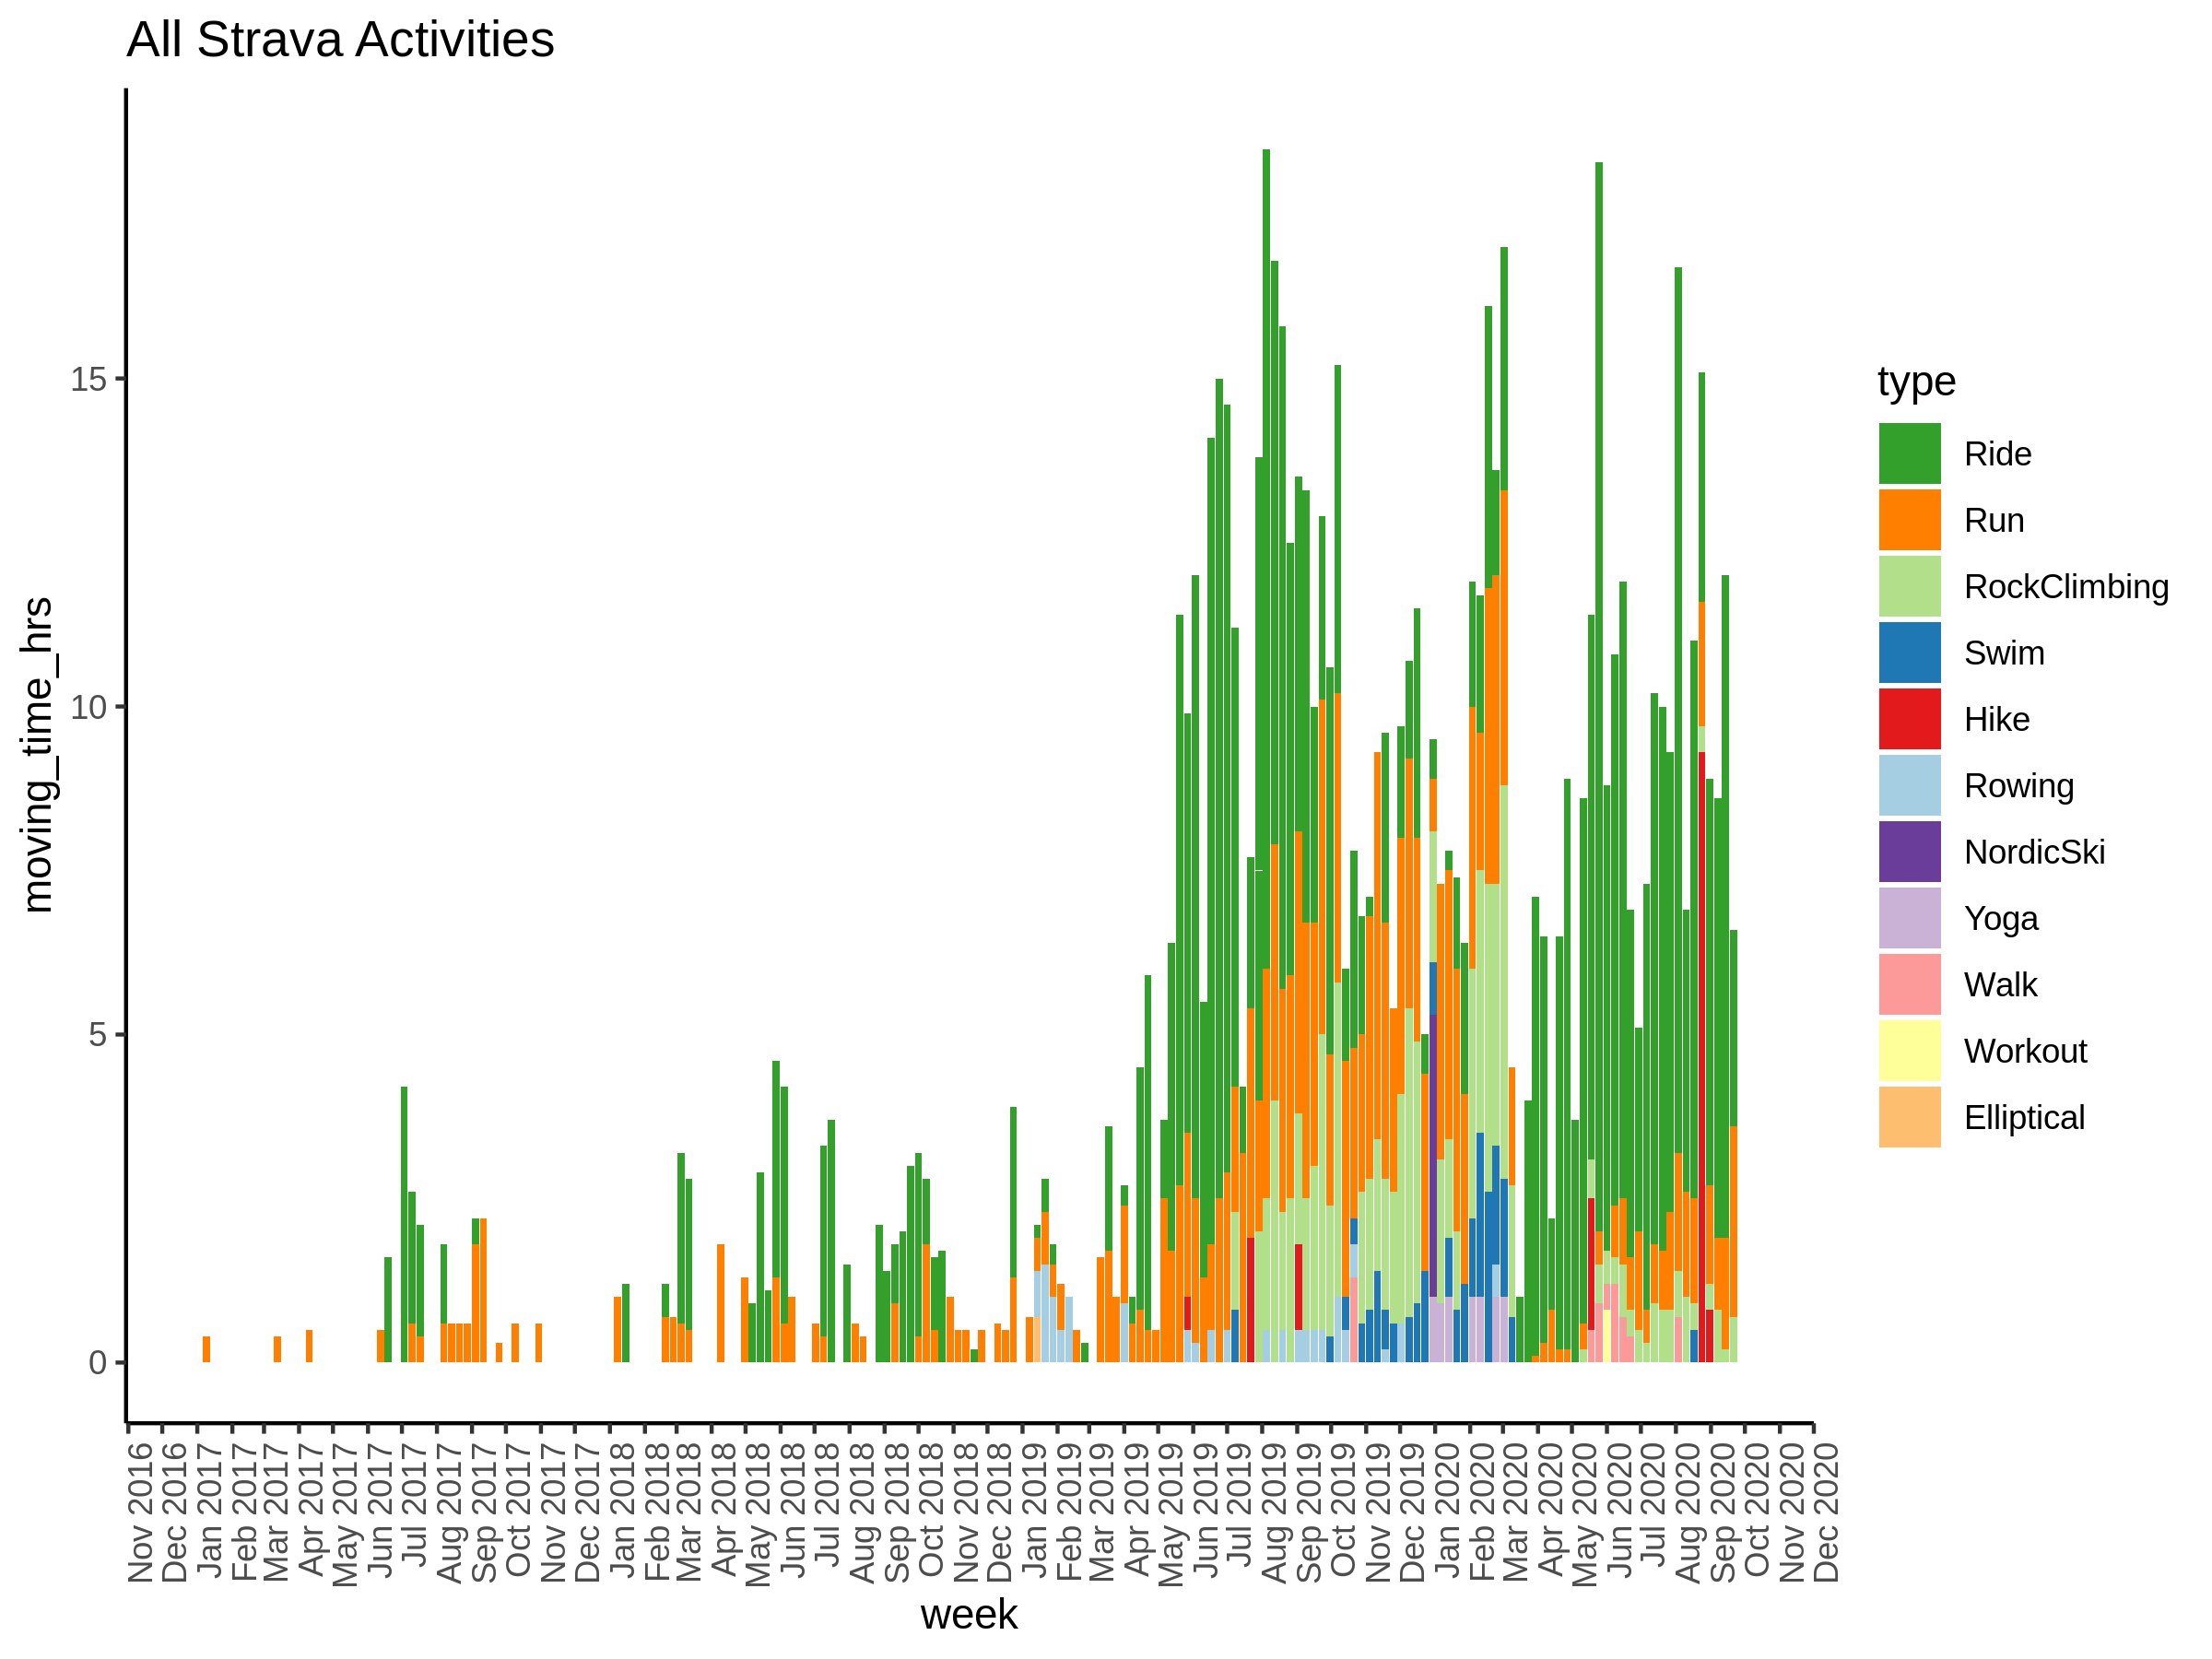 All Strava Activities
moving_time_hrs
15
10
5
0
Nov 2016
Dec 2016
Jan 2017
Feb 2017
Mar 2017
Apr 2017
May 2017
Jun 2017
Jul 2017
Aug 2017
Sep 2017
Oct 2017
Nov 2017
Dec 2017
Jan 2018
Feb 2018
Mar 2018
Apr 2018
May 2018
Jun 2018
Jul 2018
Aug 2018
Sep 2018
Oct 2018
Nov 2018
Dec 2018
Jan 2019
Feb 2019
Mar 2019
Apr 2019
May 2019
Jun 2019
Jul 2019
Aug 2019
Sep 2019
Oct 2019
Nov 2019
Dec 2019
Jan 2020
Feb 2020
Mar 2020
Apr 2020
May 2020
Jun 2020
Jul 2020
Aug 2020
Sep 2020
Oct 2020
Nov 2020
Dec 2020
week
type
Ride
Run
RockClimbing
Swim
Hike
Rowing
NordicSki
Yoga
Walk
Workout
Elliptical